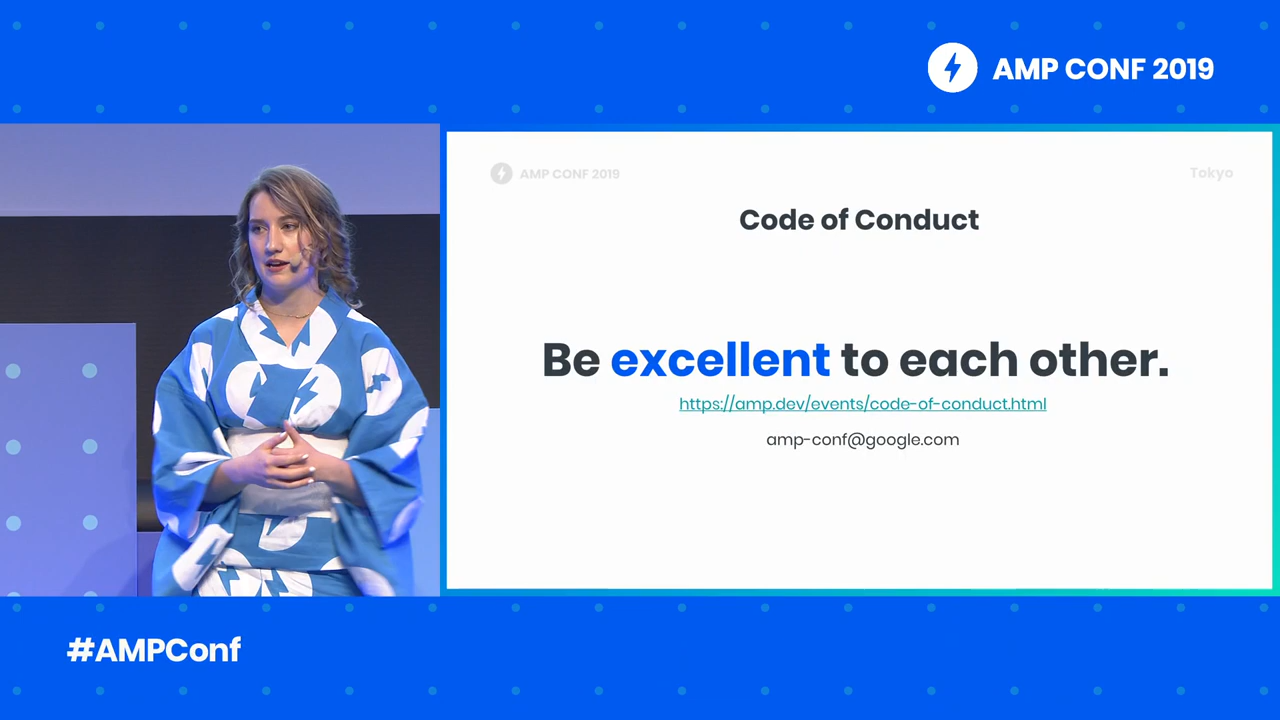 AMP CONF 2019
AMP CONF 2019
Tokyo
Code of Conduct
Be excellent to each other.
https://amp.dev/events/code-of-conduct.html
amp-conf@google.com
#AMPConf